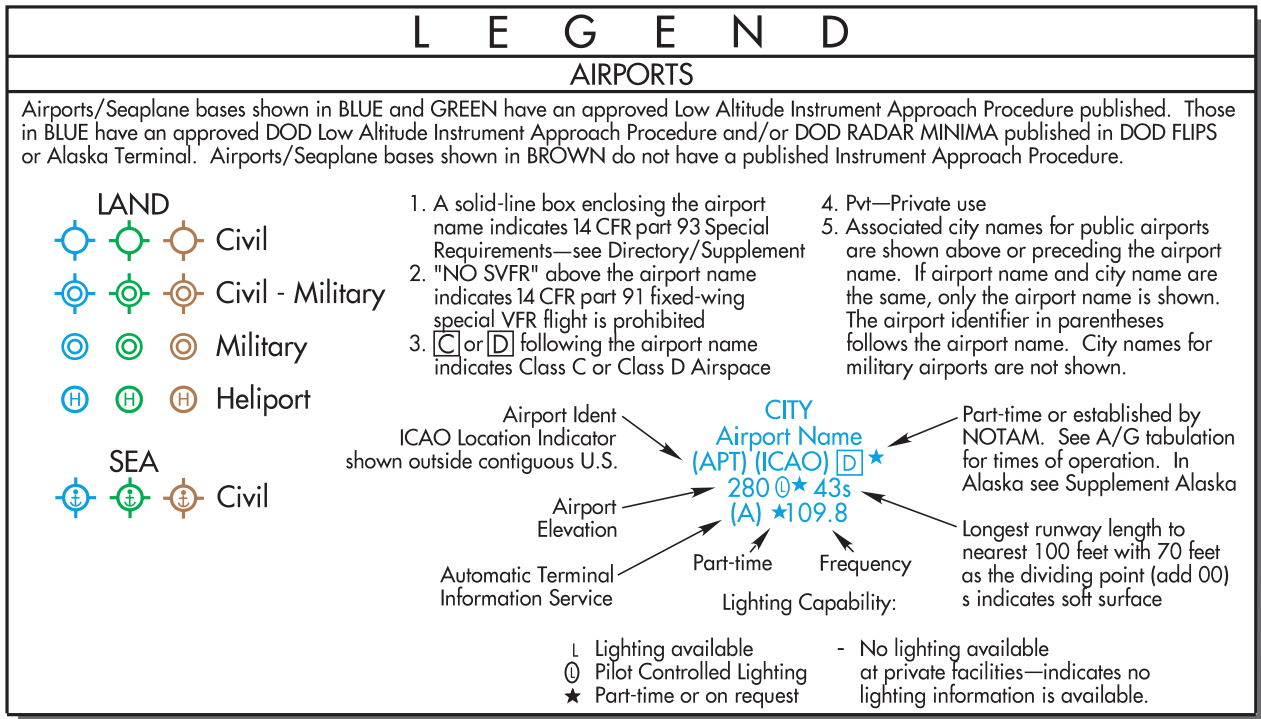 L E G E N D
AIRPORTS
Airports/Seaplane bases shown in BLUE and GREEN have an approved Low Altitude Instrument Approach Procedure published. Those
in BLUE have an approved DOD Low Altitude Instrument Approach Procedure and/or DOD RADAR MINIMA published in DOD FLIPS
or Alaska Terminal. Airports/Seaplane bases shown in BROWN do not have a published Instrument Approach Procedure.
LAND
Civil
Civil - Military
Military
H H H Heliport
SEA
Civil
1. A solid-line box enclosing the airport
name indicates 14 CFR part 93 Special
Requirements—see Directory/Supplement
2. "NO SVFR" above the airport name
indicates 14 CFR part 91 fixed-wing
special VFR flight is prohibited
3. C or D following the airport name
indicates Class C or Class D Airspace
4. Pvt—Private use
5. Associated city names for public airports
are shown above or preceding the airport
name. If airport name and city name are
the same, only the airport name is shown.
The airport identifier in parentheses
follows the airport name. City names for
military airports are not shown.
Airport Ident
ICAO Location Indicator
shown outside contiguous U.S.
Airport
Elevation
Automatic Terminal
Information Service
CITY
Airport Name
(APT) (ICAO) D ★
280 Ⓛ★ 43s
(A) ★109.8
Part-time
Frequency
Part-time or established by
NOTAM. See A/G tabulation
for times of operation. In
Alaska see Supplement Alaska
Longest runway length to
nearest 100 feet with 70 feet
as the dividing point (add 00)
s indicates soft surface
Lighting Capability:
L Lighting available
Ⓛ Pilot Controlled Lighting
★ Part-time or on request
- No lighting available
at private facilities—indicates no
lighting information is available.